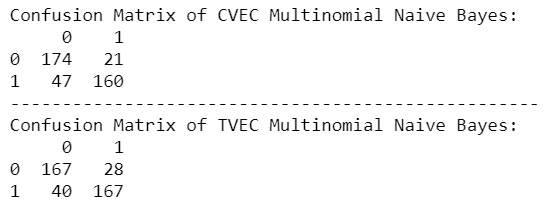 Confusion Matrix of CVEC Multinomial Naive Bayes:
0 1
0 174 21
1 47 160
----------------------------------------------------
Confusion Matrix of TVEC Multinomial Naive Bayes:
0 1
0 167 28
1 40 167